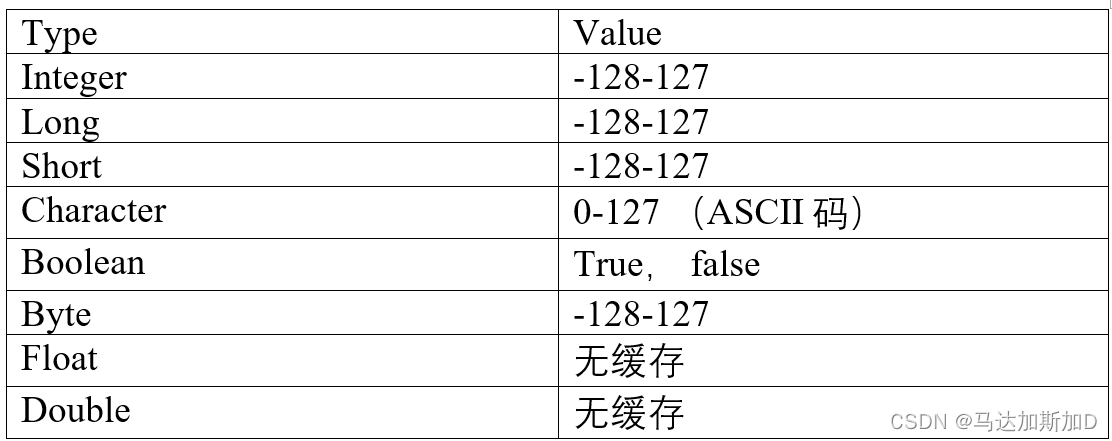 Type Value
Integer -128-127
Long -128-127
Short -128-127
Character 0-127 （ASCII 码）
Boolean True， false
Byte -128-127
Float 无缓存
Double 无缓存
CSDN @马达加斯加D